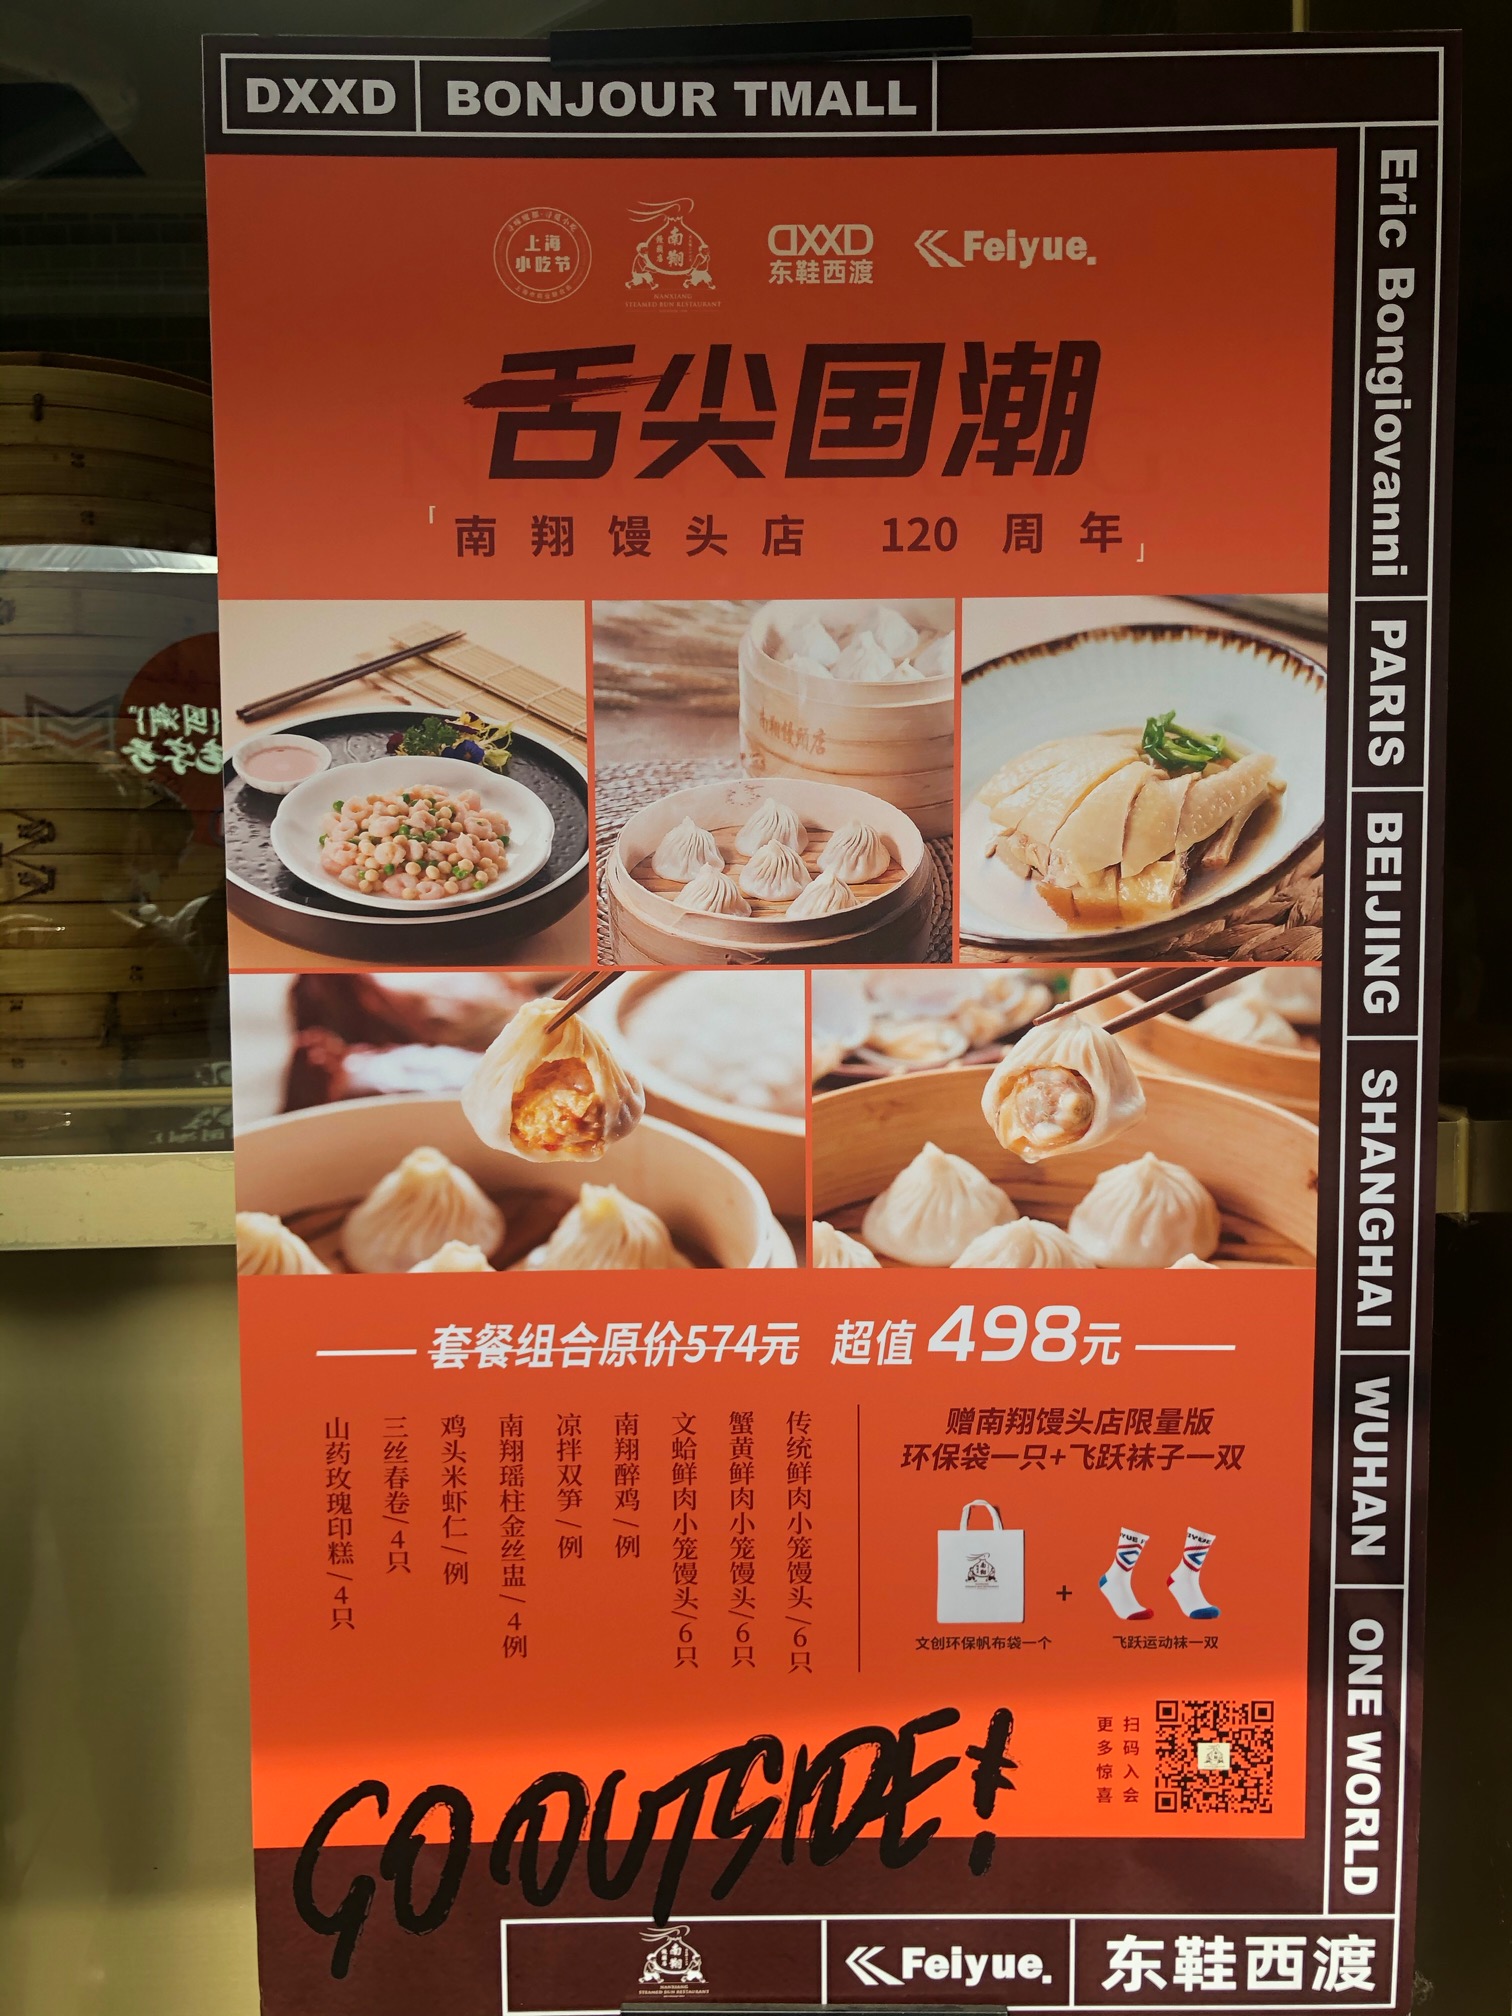 DXXD
BONJOUR TMALL
Eric Bongiovanni
PARIS
BEIJING
SHANGHAI
WUHAN
ONE WORLD
上海
小吃节
南翔
馒头店
NANXIANG
STEAMED BUN RESTAURANT
DXXD
东鞋西渡
Feiyue.
舌尖国潮
「南翔馒头店 120 周年」
南翔馒頭店
套餐组合原价574元 超值 498元
传统鲜肉小笼馒头/6只
蟹黄鲜肉小笼馒头/6只
文蛤鲜肉小笼馒头/6只
南翔醉鸡/例
凉拌双笋/例
南翔瑶柱金丝盅/4例
鸡头米虾仁/例
三丝春卷/4只
山药玫瑰印糕/4只
赠南翔馒头店限量版
环保袋一只+飞跃袜子一双
+
文创环保帆布袋一个
飞跃运动袜一双
扫码入会
更多惊喜
GO OUTSIDE!
南翔
NANXIANG
STEAMED BUN RESTAURANT
Feiyue.
东鞋西渡